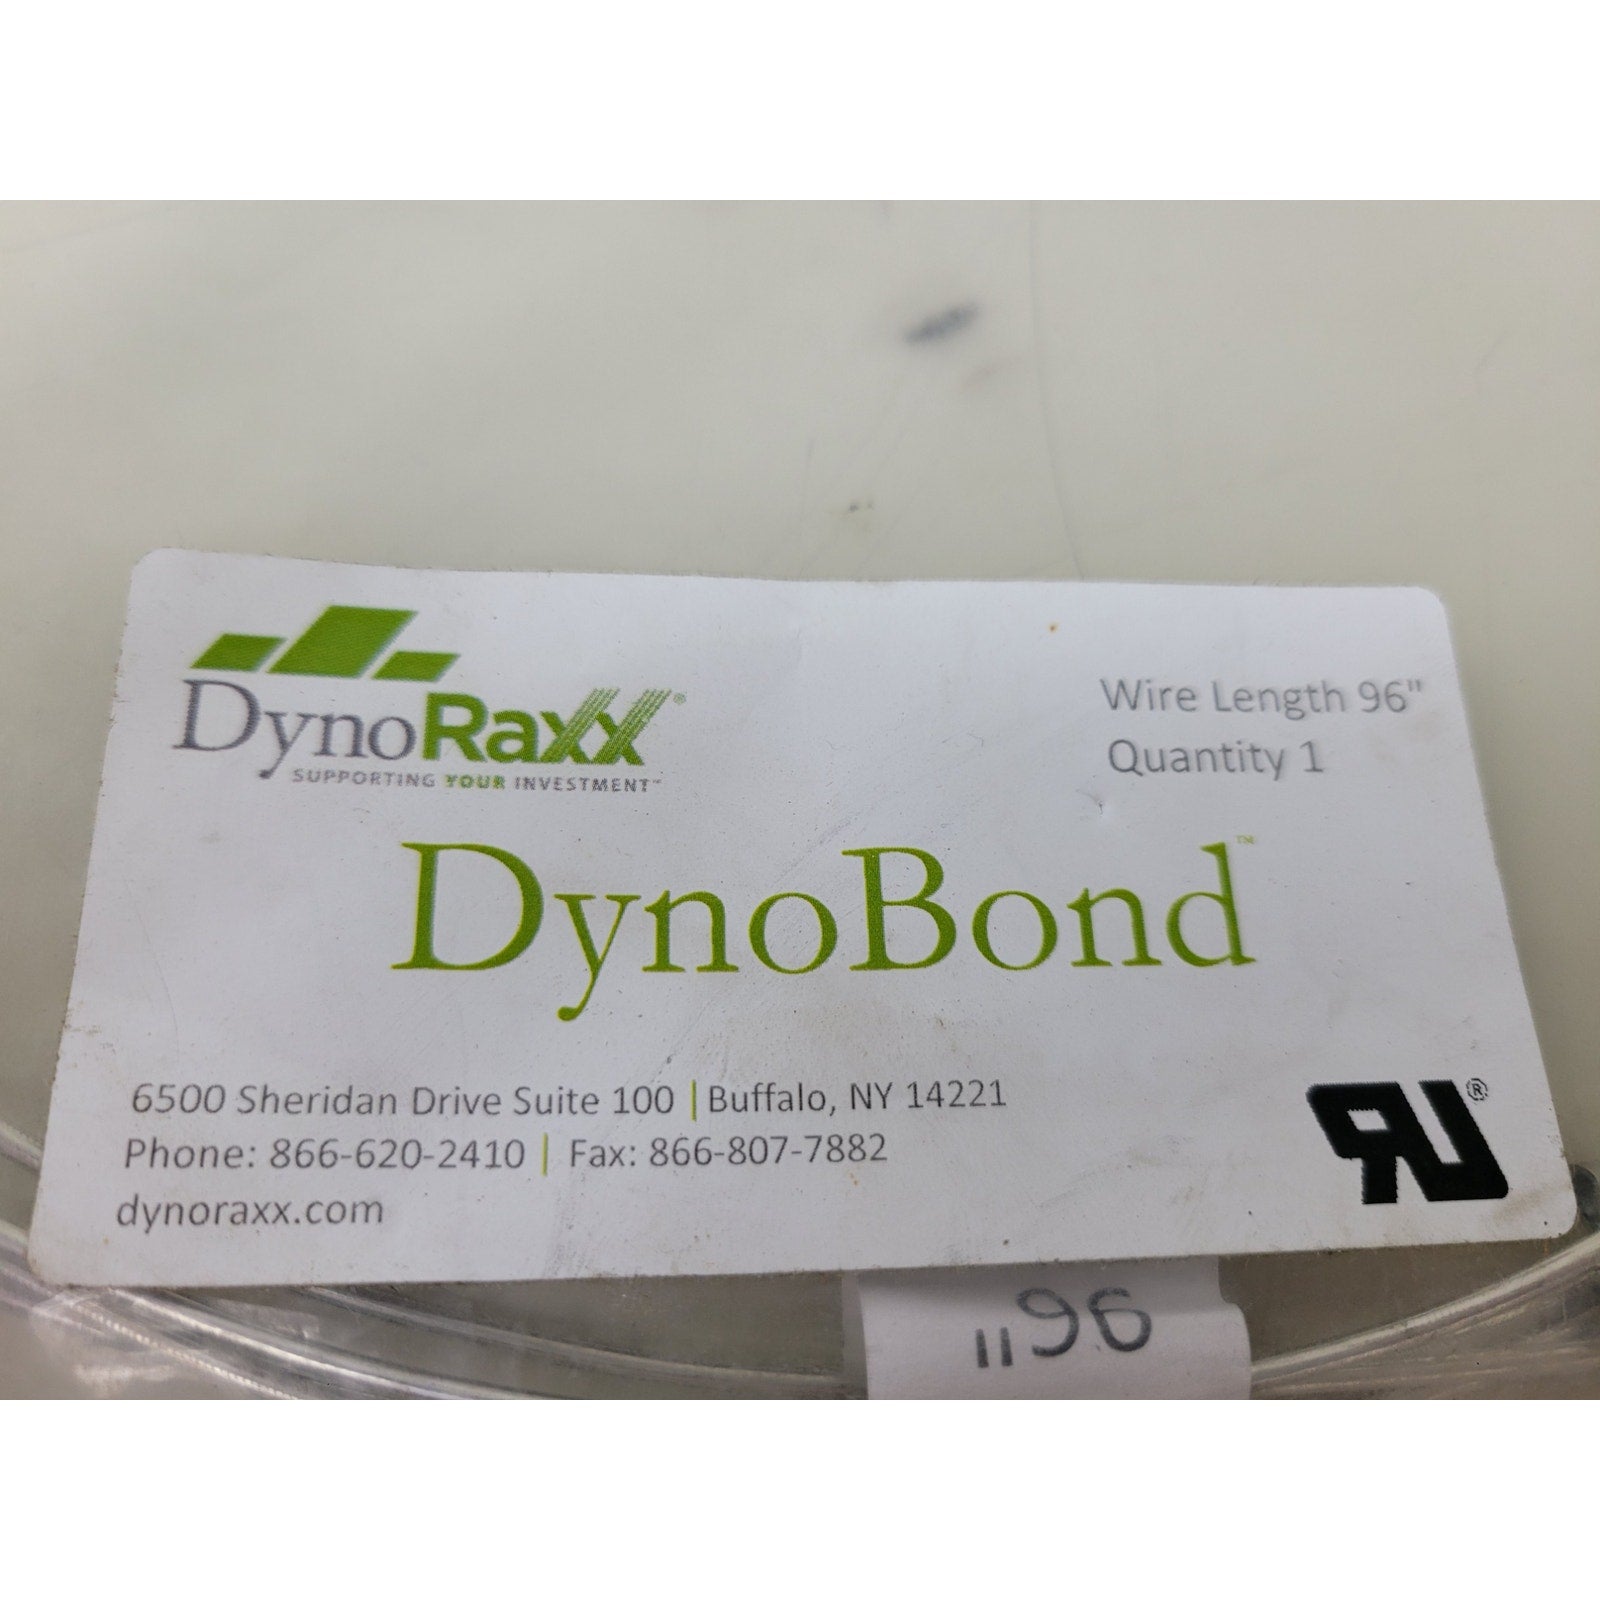 DynoRaxx®
SUPPORTING YOUR INVESTMENT™
Wire Length 96"
Quantity 1
DynoBond™
6500 Sheridan Drive Suite 100 | Buffalo, NY 14221
Phone: 866-620-2410 | Fax: 866-807-7882
dynoraxx.com
RU®
96"